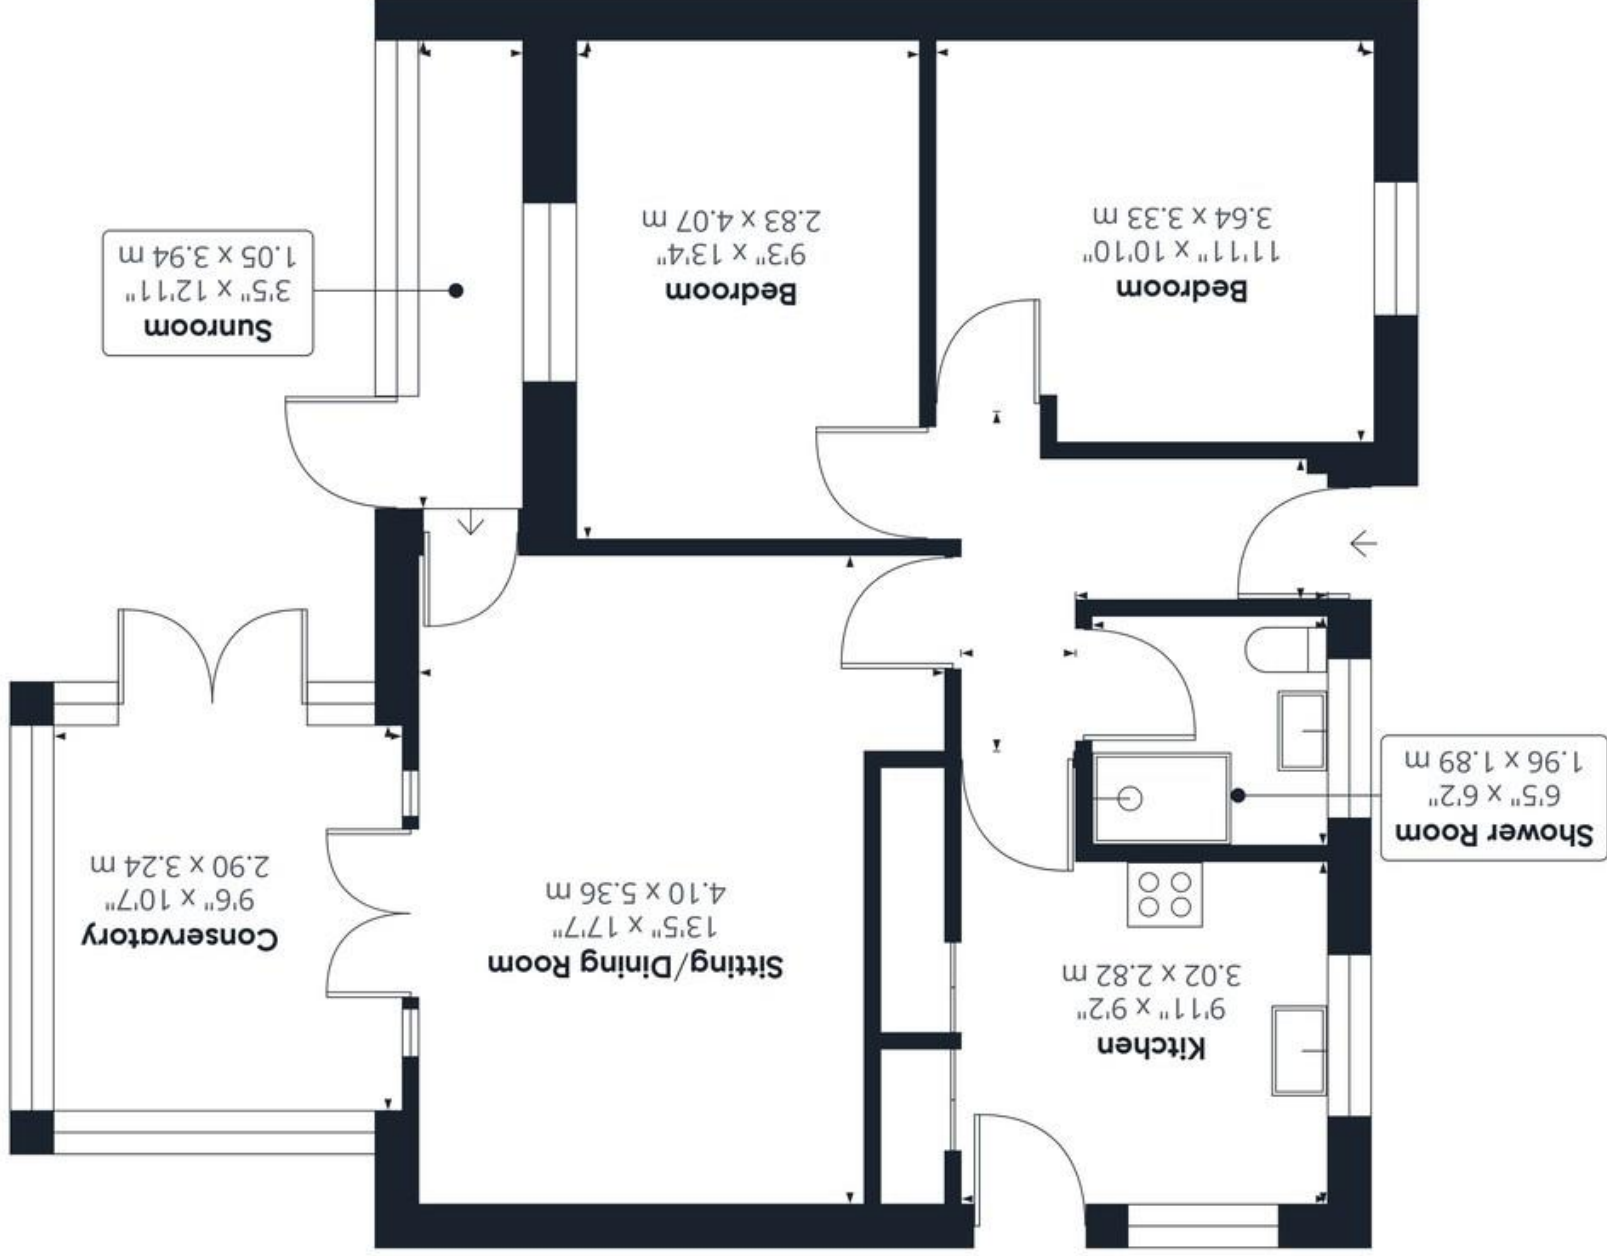 Kitchen
9'11" x 9'2"
3.02 x 2.82 m
Sitting/Dining Room
13'5" x 17'7"
4.10 x 5.36 m
Conservatory
9'6" x 10'7"
2.90 x 3.24 m
Shower Room
6'5" x 6'2"
1.96 x 1.89 m
Sunroom
3'5" x 12'11"
1.05 x 3.94 m
Bedroom
11'11" x 10'10"
3.64 x 3.33 m
Bedroom
9'3" x 13'4"
2.83 x 4.07 m